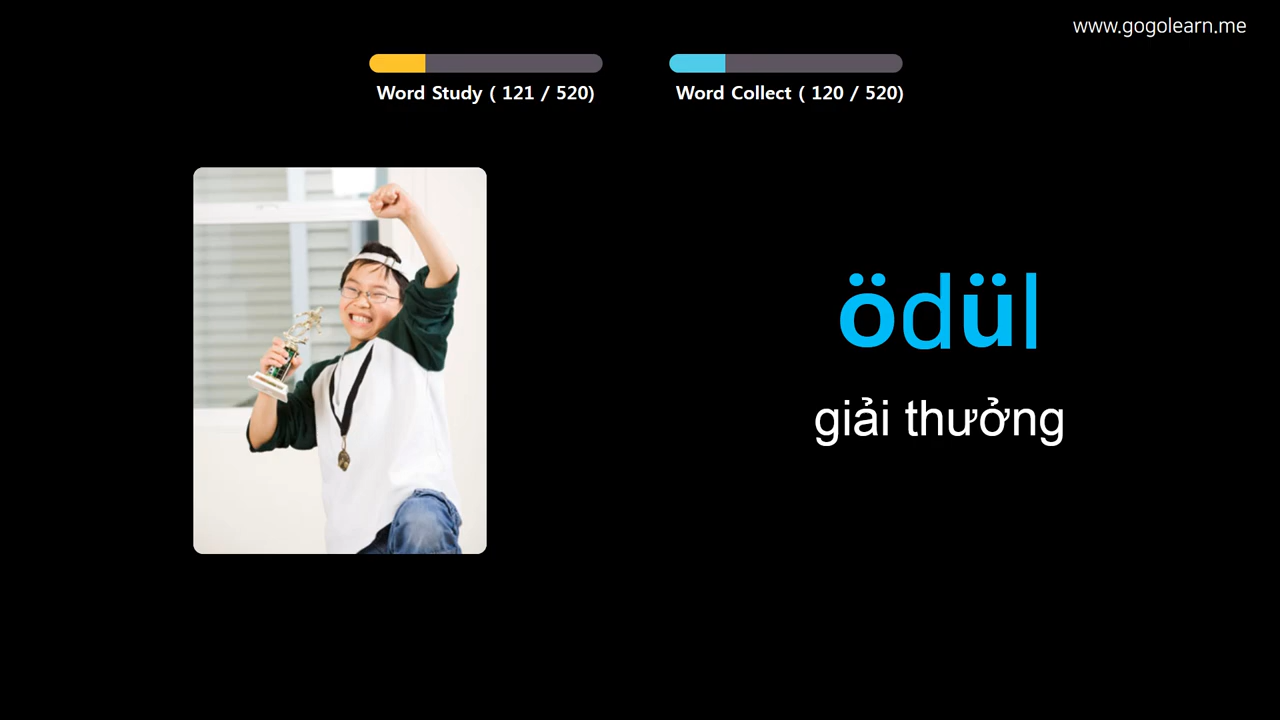 www.gogolearn.me
Word Study ( 121 / 520)
Word Collect ( 120 / 520)
ödül
giải thưởng